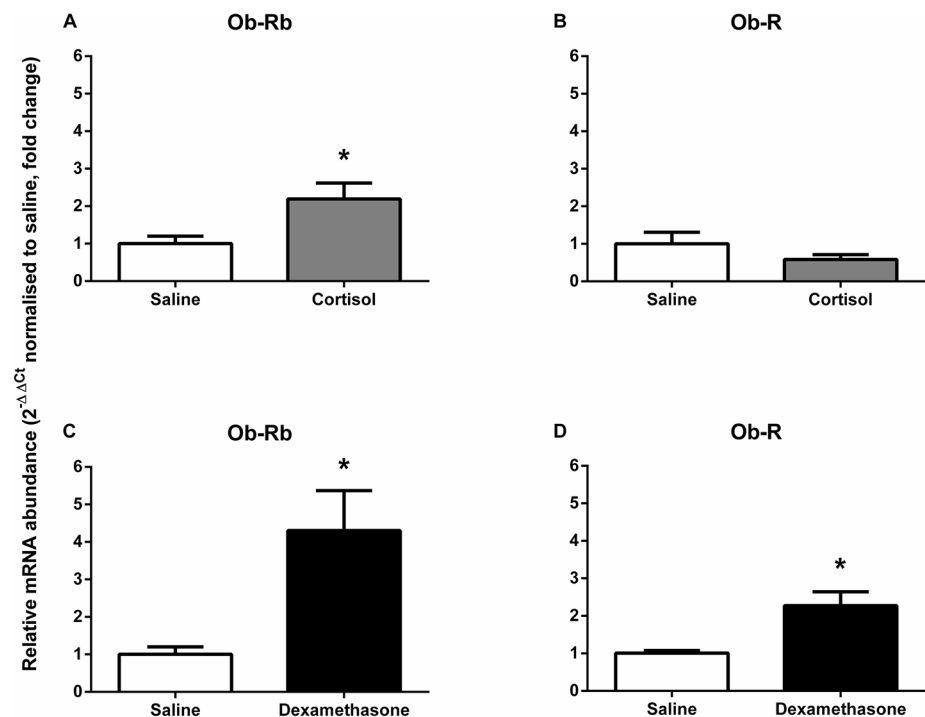 Relative mRNA abundance (2^-ΔΔCt normalised to saline, fold change)
A
Ob-Rb
6
5
4
3
2
1
0
*
Saline
Cortisol
B
Ob-R
6
5
4
3
2
1
0
Saline
Cortisol
C
Ob-Rb
6
5
4
3
2
1
0
*
Saline
Dexamethasone
D
Ob-R
6
5
4
3
2
1
0
*
Saline
Dexamethasone